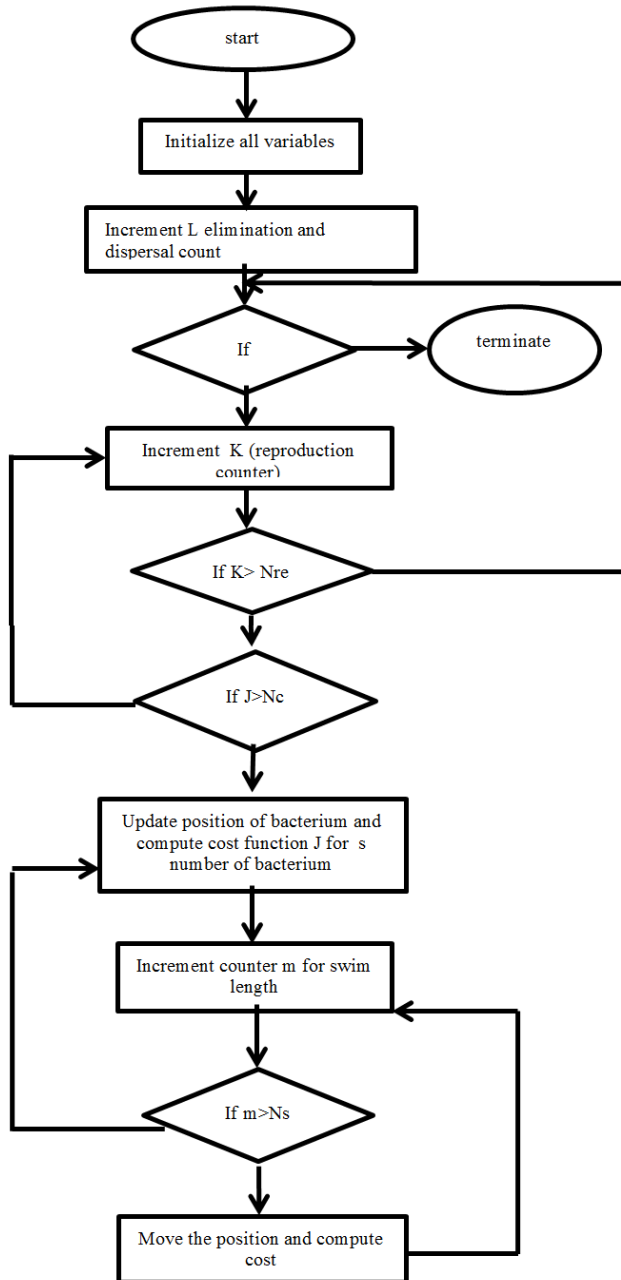 start
Initialize all variables
Increment L elimination and
dispersal count
If
terminate
Increment K (reproduction
counter)
If K> Nre
If J>Nc
Update position of bacterium and
compute cost function J for s
number of bacterium
Increment counter m for swim
length
If m>Ns
Move the position and compute
cost